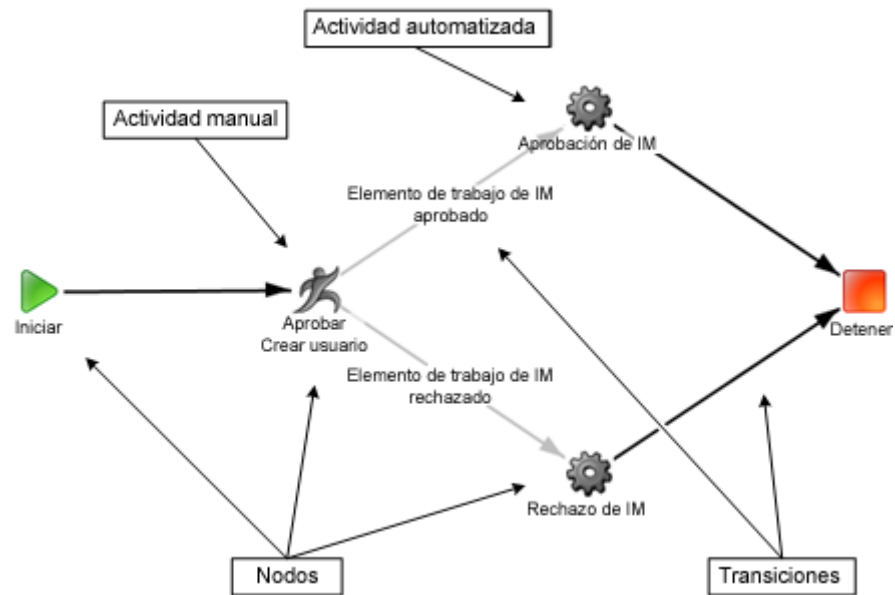 Actividad automatizada
Actividad manual
Aprobación de IM
Elemento de trabajo de IM
aprobado
Iniciar
Aprobar
Crear usuario
Detener
Elemento de trabajo de IM
rechazado
Rechazo de IM
Nodos
Transiciones